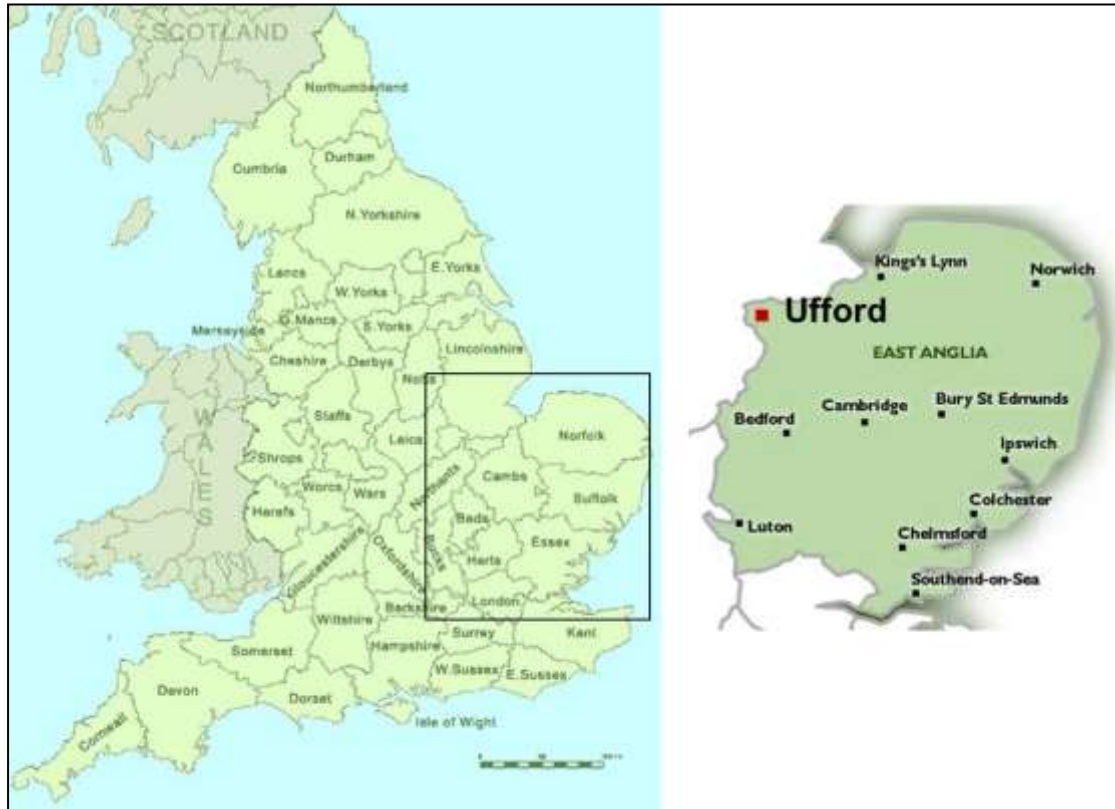 SCOTLAND
Northumberland
Durham
Cumbria
N.Yorkshire
Lancs
E.Yorks
W.Yorks
G.Mancs
S.Yorks
Merseyside
Lincolnshire
Cheshire
Derbys
Notts
WALES
Staffs
Norfolk
Leics
Shrops
Cambs
Northants
Worcs
Wars
Suffolk
Herefs
Beds
Bucks
Essex
Gloucestershire
Oxfordshire
Herts
London
Berkshire
Wiltshire
Surrey
Kent
Hampshire
Somerset
W.Sussex
E.Sussex
Devon
Dorset
Isle of Wight
Cornwall
King's Lynn
Norwich
Ufford
EAST ANGLIA
Bury St Edmunds
Cambridge
Bedford
Ipswich
Colchester
Luton
Chelmsford
Southend-on-Sea